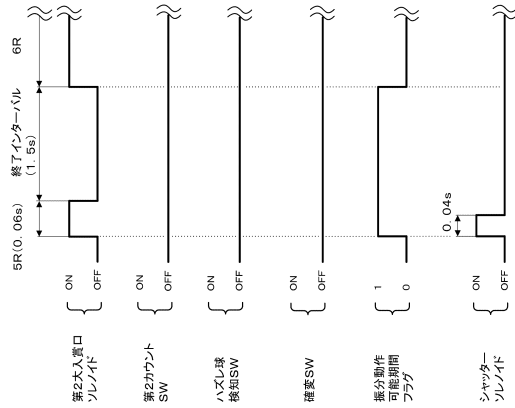 5R(0.06s)
終了インターバル
(1.5s)
6R
第2大入賞口
ソレノイド
ON
OFF
第2カウント
SW
ON
OFF
ハズレ球
検知SW
ON
OFF
確変SW
ON
OFF
振分動作
可能期間
フラグ
1
0
0.04s
シャッター
ソレノイド
ON
OFF